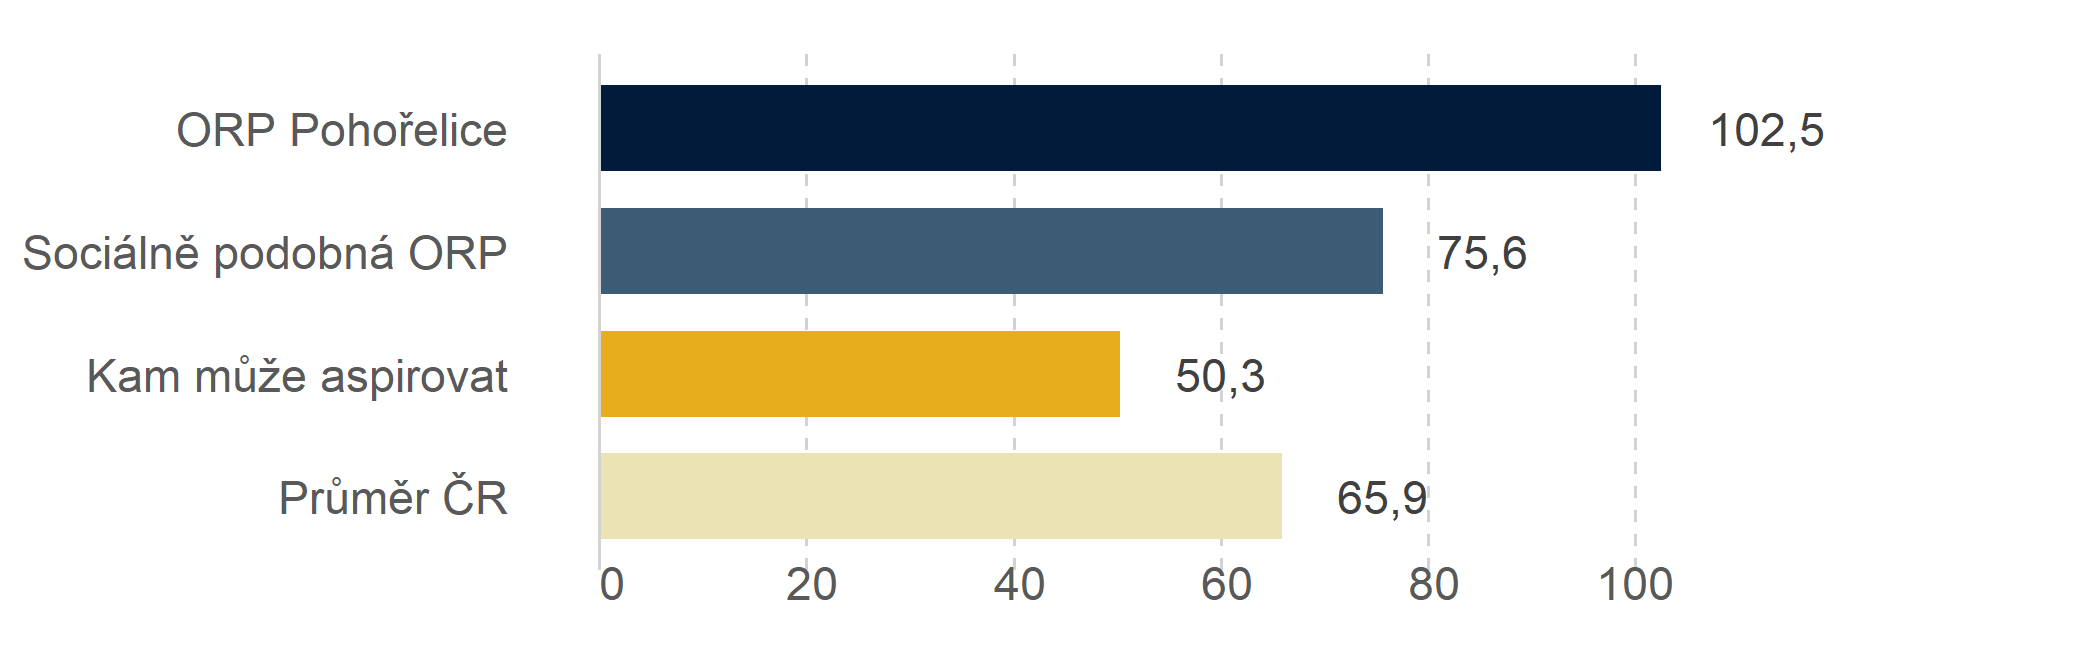 ORP Pohořelice 102,5
Sociálně podobná ORP 75,6
Kam může aspirovat 50,3
Průměr ČR 65,9
0 20 40 60 80 100